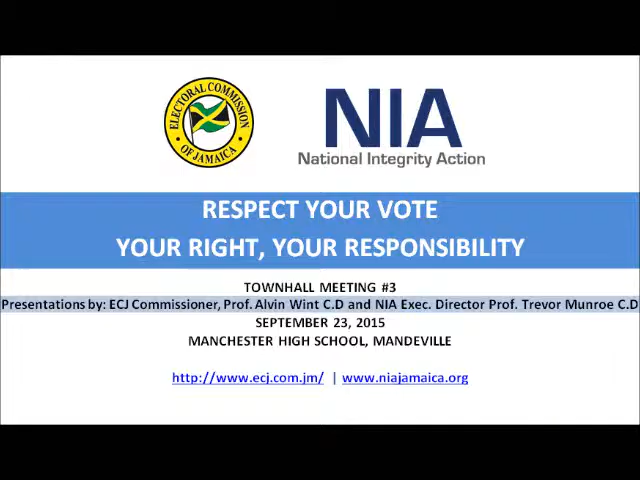 ELECTORAL COMMISSION
OF JAMAICA
NIA
National Integrity Action
RESPECT YOUR VOTE
YOUR RIGHT, YOUR RESPONSIBILITY
TOWNHALL MEETING #3
Presentations by: ECJ Commissioner, Prof. Alvin Wint C.D and NIA Exec. Director Prof. Trevor Munroe C.D
SEPTEMBER 23, 2015
MANCHESTER HIGH SCHOOL, MANDEVILLE
http://www.ecj.com.jm/ | www.niajamaica.org